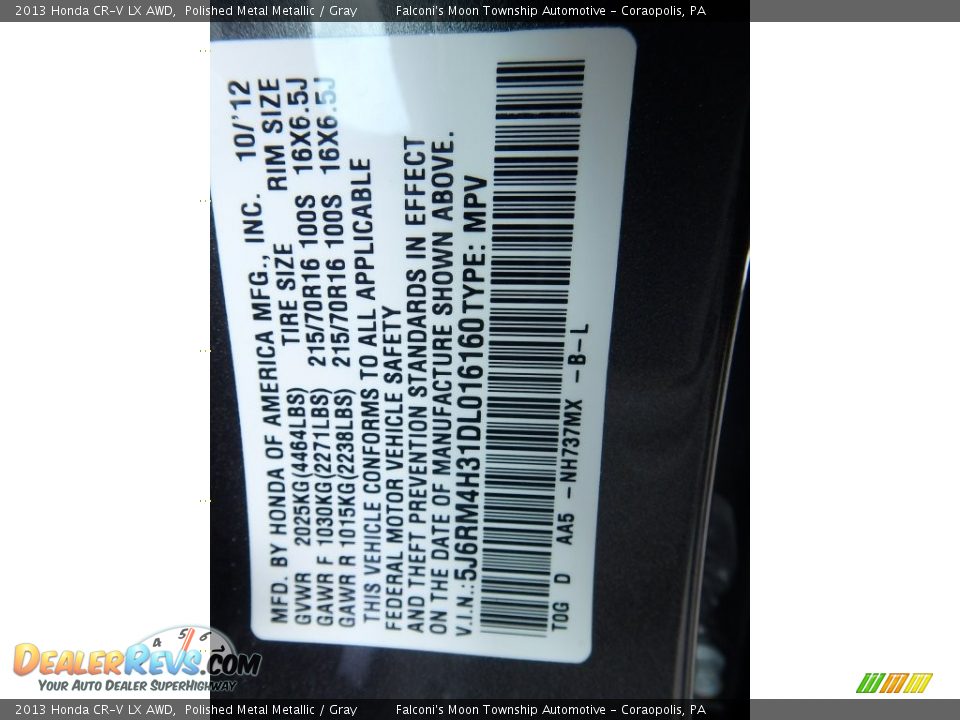 2013 Honda CR-V LX AWD, Polished Metal Metallic / Gray Falconi's Moon Township Automotive - Coraopolis, PA
MFD. BY HONDA OF AMERICA MFG., INC. 10/'12
TIRE SIZE RIM SIZE
GVWR 2025KG(4464LBS)
GAWR F 1030KG(2271LBS) 215/70R16 100S 16X6.5J
GAWR R 1015KG(2238LBS) 215/70R16 100S 16X6.5J
THIS VEHICLE CONFORMS TO ALL APPLICABLE
FEDERAL MOTOR VEHICLE SAFETY
AND THEFT PREVENTION STANDARDS IN EFFECT
ON THE DATE OF MANUFACTURE SHOWN ABOVE.
V.I.N.:5J6RM4H31DL016160 TYPE: MPV
TOG D AA5 -NH737MX -B-L
4 5 6
DEALERREVS.COM
YOUR AUTO DEALER SUPERHIGHWAY
2013 Honda CR-V LX AWD, Polished Metal Metallic / Gray Falconi's Moon Township Automotive - Coraopolis, PA